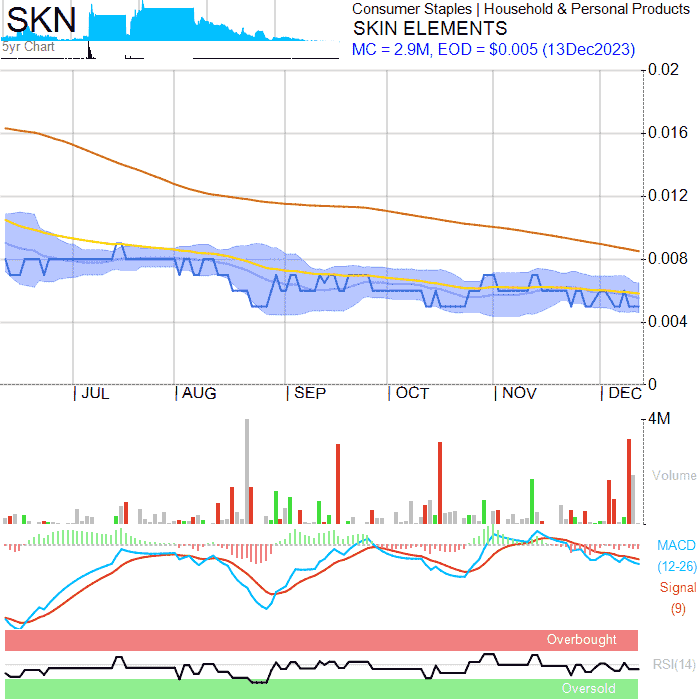 SKN
5yr Chart
Consumer Staples | Household & Personal Products
SKIN ELEMENTS
MC = 2.9M, EOD = $0.005 (13Dec2023)
0.02
0.016
0.012
0.008
0.004
0
JUL AUG SEP OCT NOV DEC
4M
Volume
MACD
(12-26)
Signal
(9)
Overbought
RSI(14)
Oversold